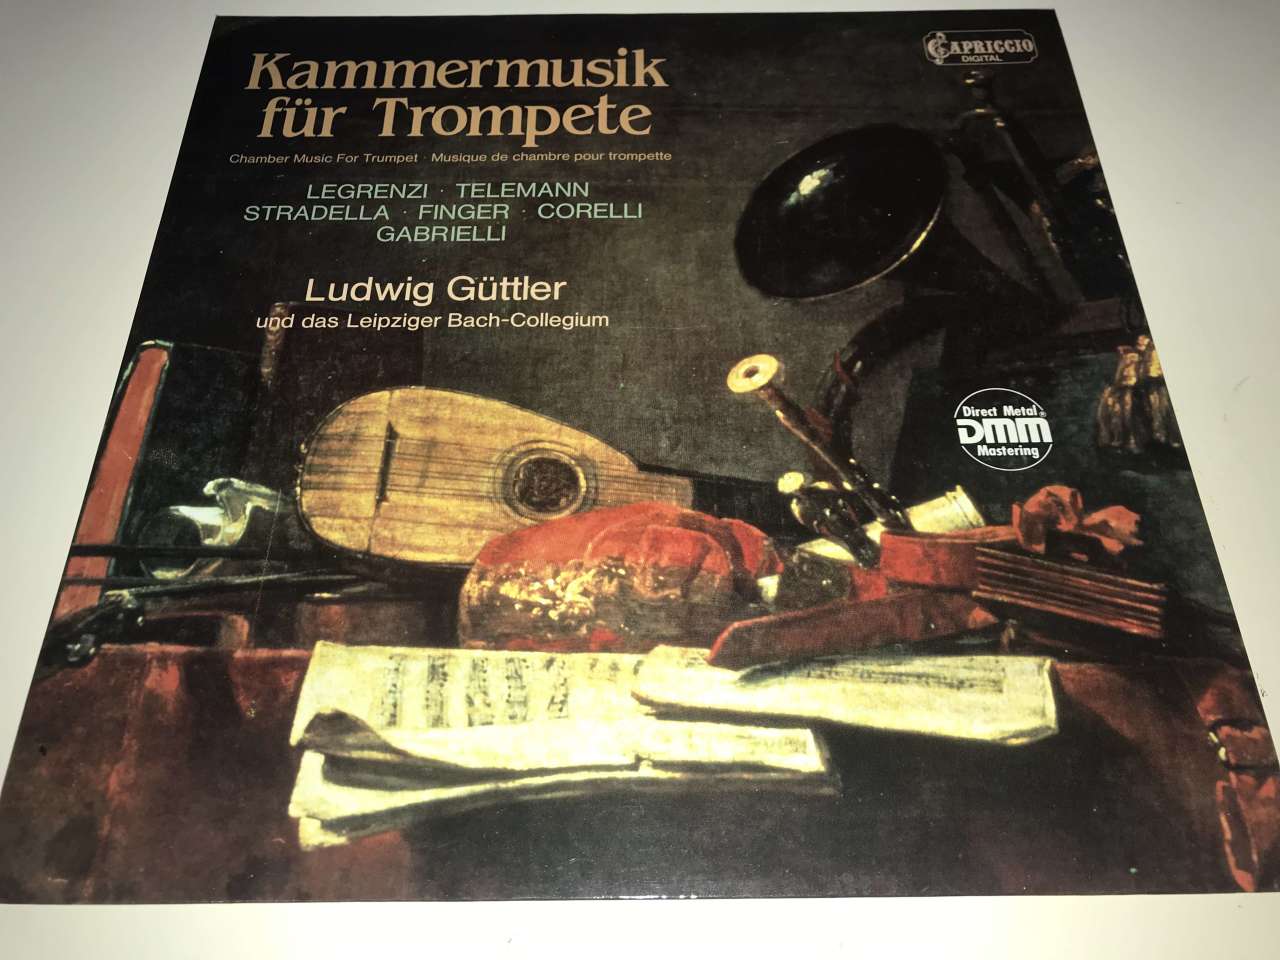 CAPRICCIO
DIGITAL
Kammermusik
für Trompete
Chamber Music For Trumpet · Musique de chambre pour trompette
LEGRENZI · TELEMANN
STRADELLA · FINGER · CORELLI
GABRIELLI
Ludwig Güttler
und das Leipziger Bach-Collegium
Direct Metal®
DMM
Mastering